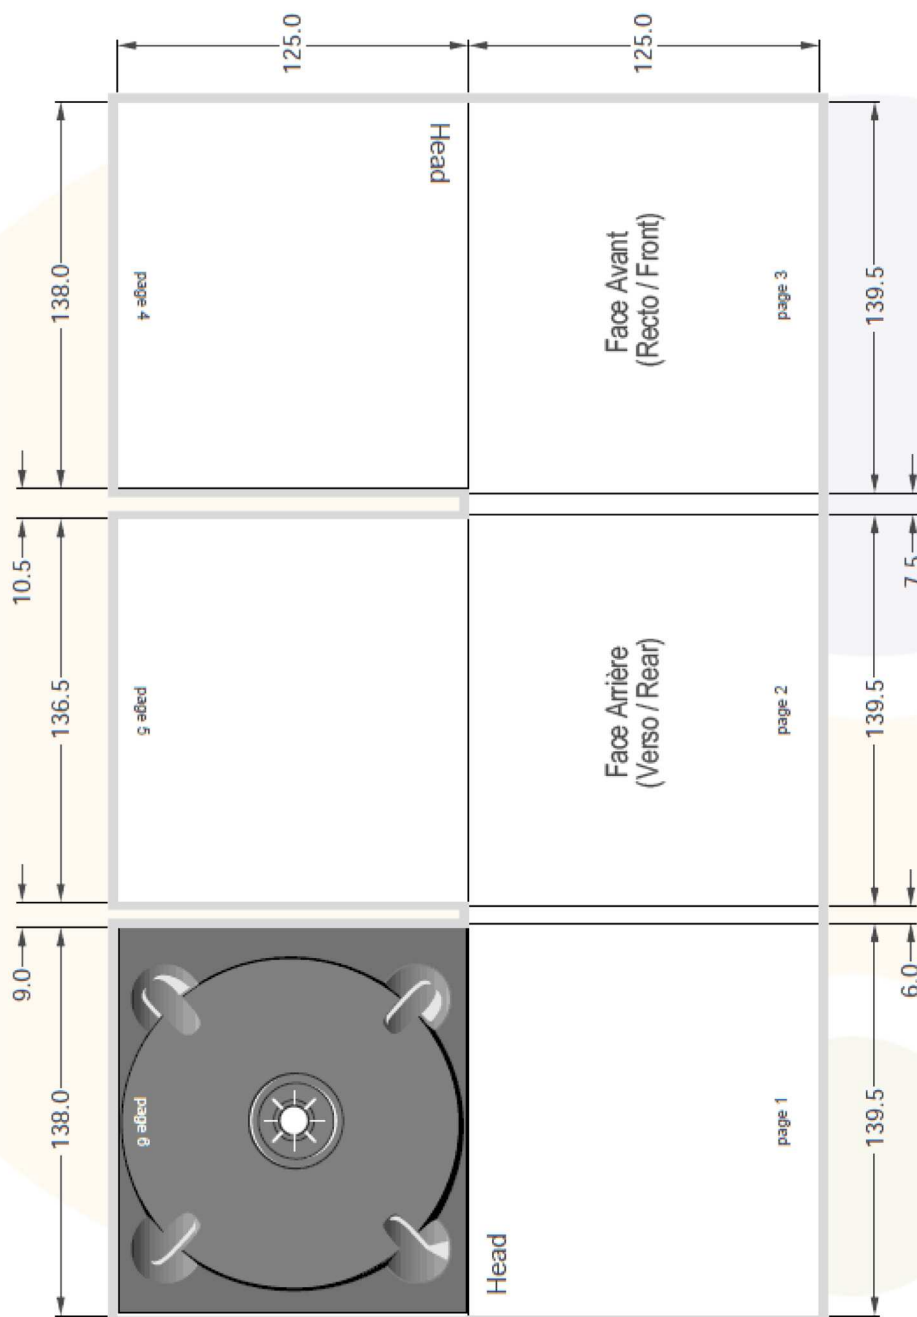 125.0
125.0
138.0
Head
page 4
Face Avant
(Recto / Front)
page 3
139.5
10.5
7.5
136.5
page 5
Face Arrière
(Verso / Rear)
page 2
139.5
9.0
6.0
138.0
page 6
page 1
139.5
Head